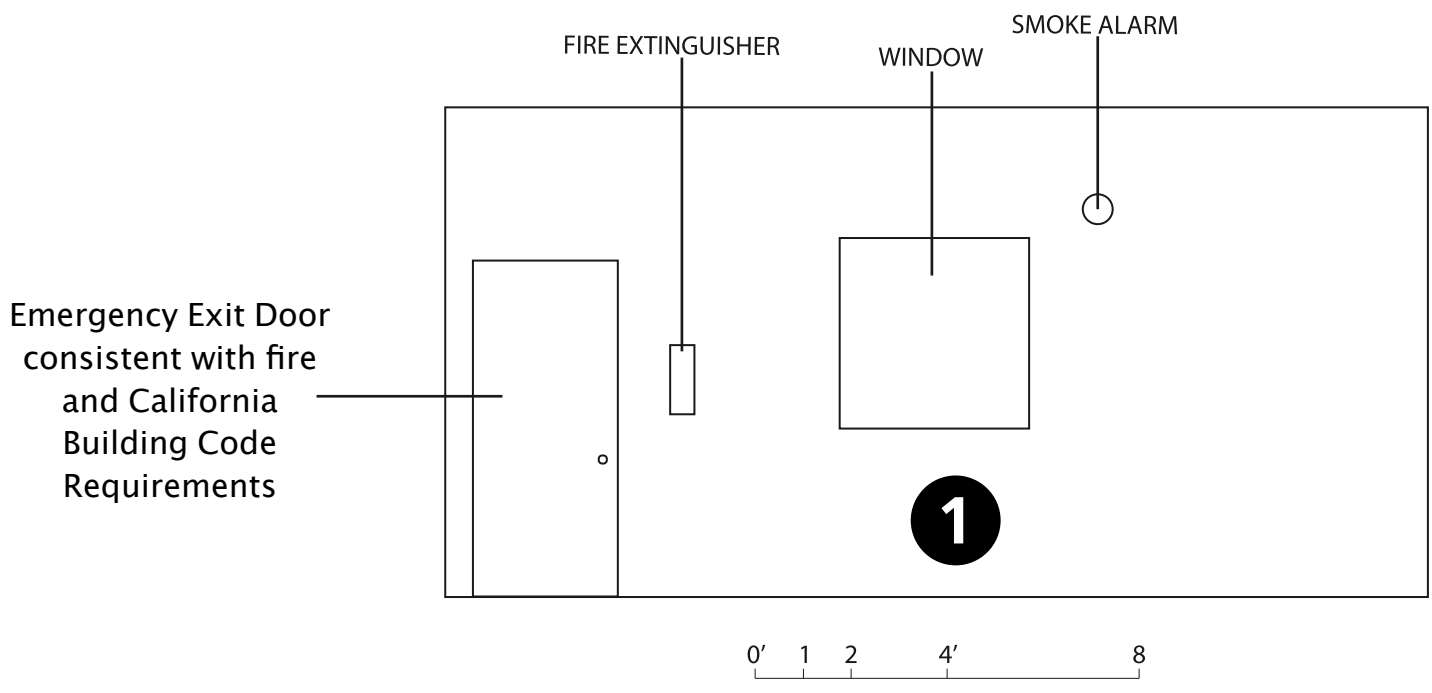 SMOKE ALARM
FIRE EXTINGUISHER
WINDOW
Emergency Exit Door
consistent with fire
and California
Building Code
Requirements
1
0’ 1 2 4’ 8